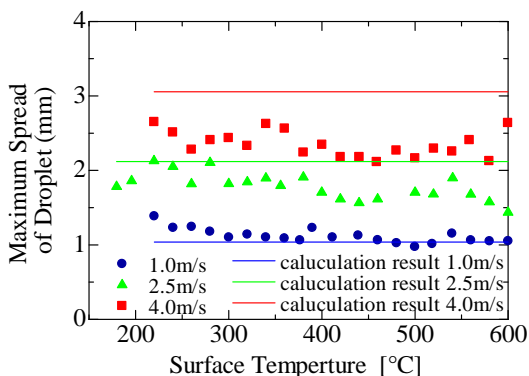 4
3
2
1
0
Maximum Spread
of Droplet (mm)
1.0m/s caluculation result 1.0m/s
2.5m/s caluculation result 2.5m/s
4.0m/s caluculation result 4.0m/s
200 300 400 500 600
Surface Temperture [°C]